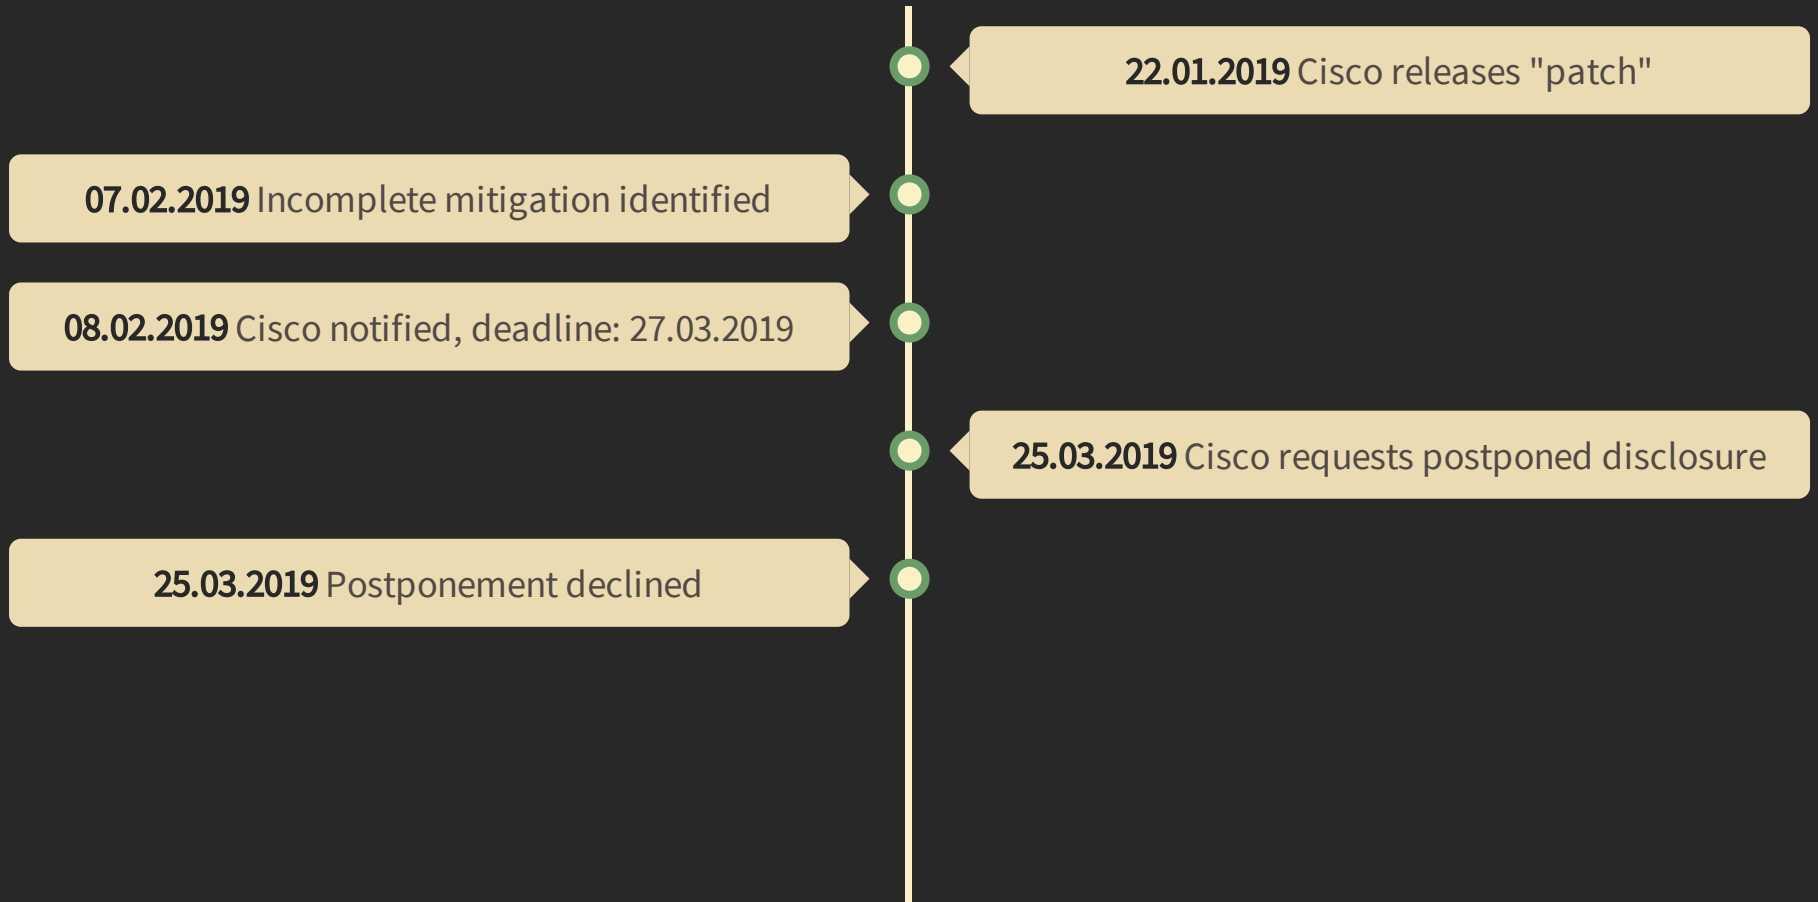 22.01.2019 Cisco releases "patch"
07.02.2019 Incomplete mitigation identified
08.02.2019 Cisco notified, deadline: 27.03.2019
25.03.2019 Cisco requests postponed disclosure
25.03.2019 Postponement declined